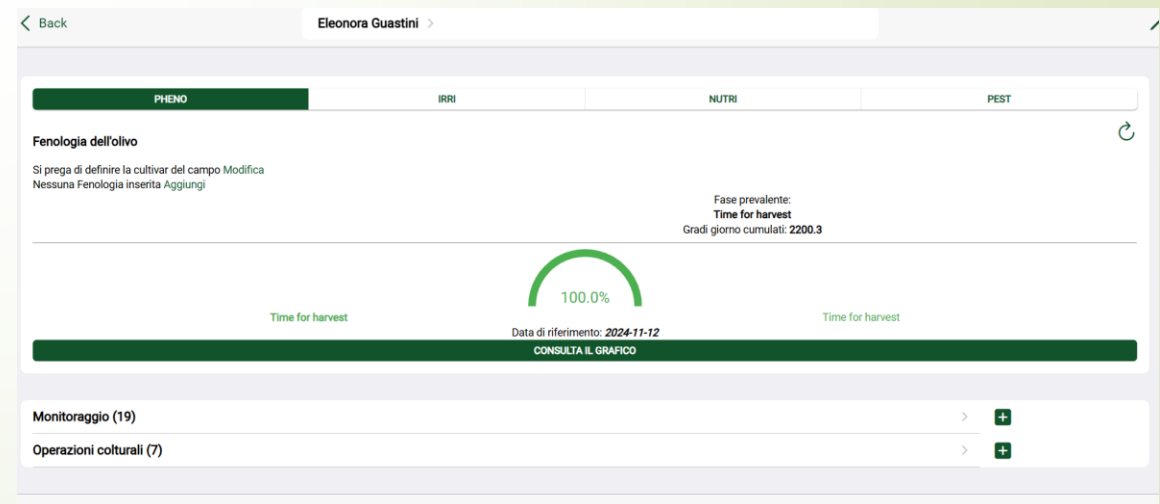 Back
Eleonora Guastini
PHENO IRRI NUTRI PEST
Fenologia dell'olivo
Si prega di definire la cultivar del campo Modifica
Nessuna Fenologia inserita Aggiungi
Fase prevalente:
Time for harvest
Gradi giorno cumulati: 2200.3
100.0%
Time for harvest Time for harvest
Data di riferimento: 2024-11-12
CONSULTA IL GRAFICO
Monitoraggio (19)
Operazioni colturali (7)